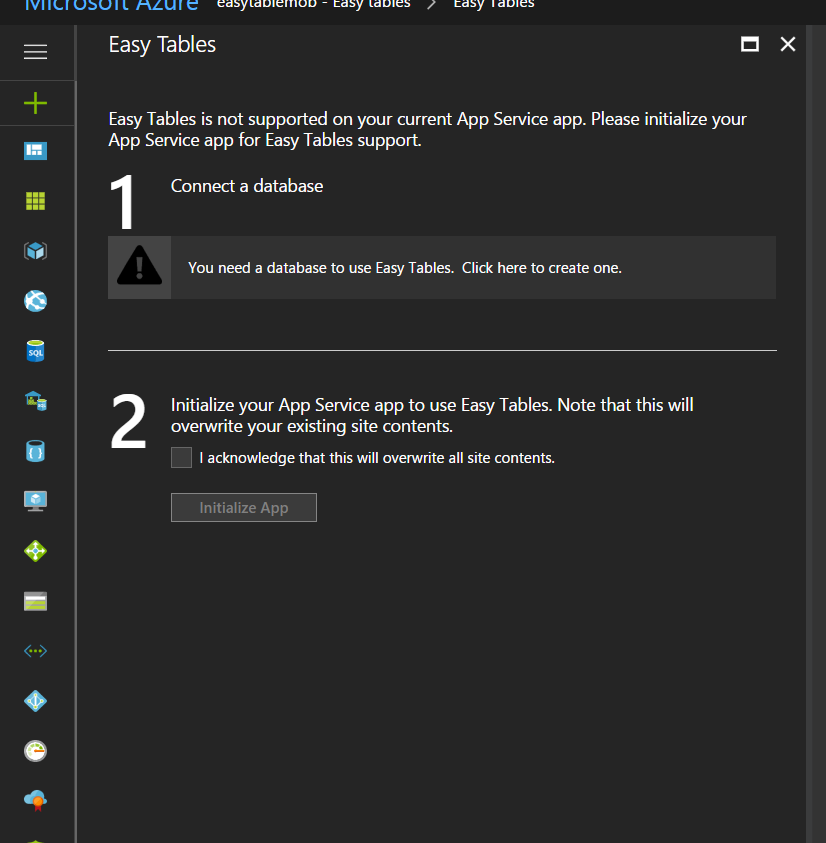 Microsoft Azure easytablemob - Easy tables > Easy Tables
Easy Tables
Easy Tables is not supported on your current App Service app. Please initialize your
App Service app for Easy Tables support.
1 Connect a database
You need a database to use Easy Tables. Click here to create one.
2 Initialize your App Service app to use Easy Tables. Note that this will
overwrite your existing site contents.
I acknowledge that this will overwrite all site contents.
Initialize App
SQL